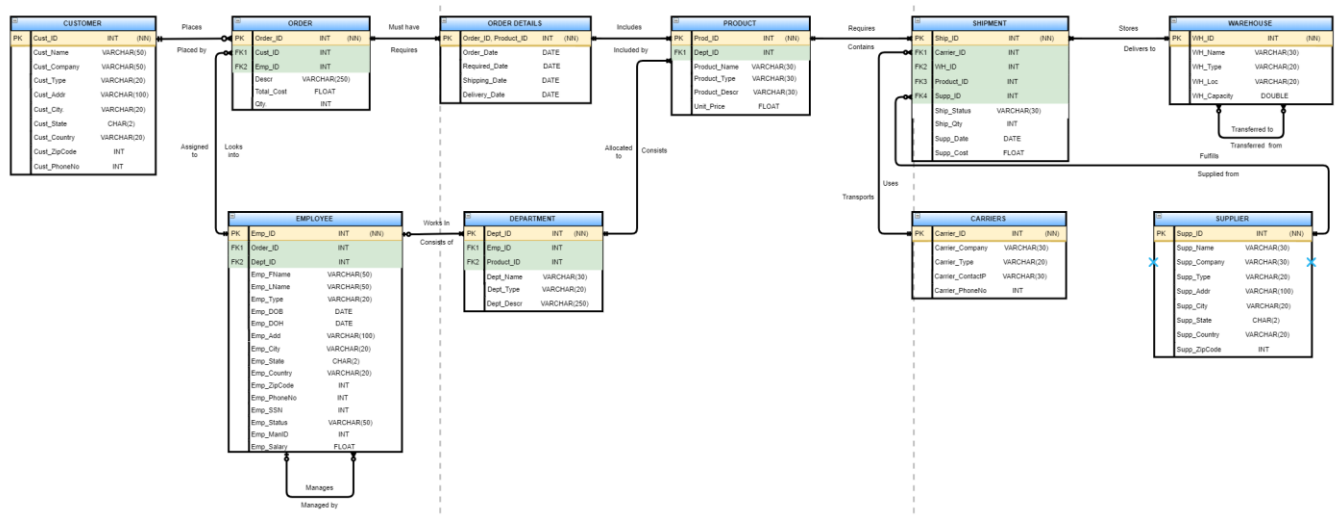 CUSTOMER
PK Cust_ID INT (NN)
Cust_Name VARCHAR(50)
Cust_Company VARCHAR(50)
Cust_Type VARCHAR(20)
Cust_Addr VARCHAR(100)
Cust_City. VARCHAR(20)
Cust_State CHAR(2)
Cust_Country VARCHAR(20)
Cust_ZipCode INT
Cust_PhoneNo INT
Places
Placed by
ORDER
PK Order_ID INT (NN)
FK1 Cust_ID INT
FK2 Emp_ID INT
Descr VARCHAR(250)
Total_Cost FLOAT
Qty INT
Must have
Requires
ORDER DETAILS
PK Order_ID, Product_ID INT (NN)
Order_Date DATE
Required_Date DATE
Shipping_Date DATE
Delivery_Date DATE
Includes
Included by
PRODUCT
PK Prod_ID INT (NN)
FK1 Dept_ID INT
Product_Name VARCHAR(30)
Product_Type VARCHAR(30)
Product_Descr VARCHAR(30)
Unit_Price FLOAT
Requires
Contains
SHIPMENT
PK Ship_ID INT (NN)
FK1 Carrier_ID INT
FK2 WH_ID INT
FK3 Product_ID INT
FK4 Supp_ID INT
Ship_Status VARCHAR(30)
Ship_Qty INT
Supp_Date DATE
Supp_Cost FLOAT
Stores
Delivers to
WAREHOUSE
PK WH_ID INT (NN)
WH_Name VARCHAR(30)
WH_Type VARCHAR(20)
WH_Loc VARCHAR(20)
WH_Capacity DOUBLE
Transferred to
Transferred from
Assigned
to
Looks
into
Allocated
to
Consists
Fulfills
Supplied from
Transports
Uses
EMPLOYEE
PK Emp_ID INT (NN)
FK1 Order_ID INT
FK2 Dept_ID INT
Emp_FName VARCHAR(50)
Emp_LName VARCHAR(50)
Emp_Type VARCHAR(20)
Emp_DOB DATE
Emp_DOH DATE
Emp_Add VARCHAR(100)
Emp_City VARCHAR(20)
Emp_State CHAR(2)
Emp_Country VARCHAR(20)
Emp_ZipCode INT
Emp_PhoneNo INT
Emp_SSN INT
Emp_Status VARCHAR(50)
Emp_ManID INT
Emp_Salary FLOAT
Manages
Managed by
Works In
Consists of
DEPARTMENT
PK Dept_ID INT (NN)
FK1 Emp_ID INT
FK2 Product_ID INT
Dept_Name VARCHAR(30)
Dept_Type VARCHAR(20)
Dept_Descr VARCHAR(250)
CARRIERS
PK Carrier_ID INT (NN)
Carrier_Company VARCHAR(30)
Carrier_Type VARCHAR(20)
Carrier_ContactP VARCHAR(30)
Carrier_PhoneNo INT
SUPPLIER
PK Supp_ID INT (NN)
Supp_Name VARCHAR(30)
Supp_Company VARCHAR(30)
Supp_Type VARCHAR(20)
Supp_Addr VARCHAR(100)
Supp_City VARCHAR(20)
Supp_State CHAR(2)
Supp_Country VARCHAR(20)
Supp_ZipCode INT